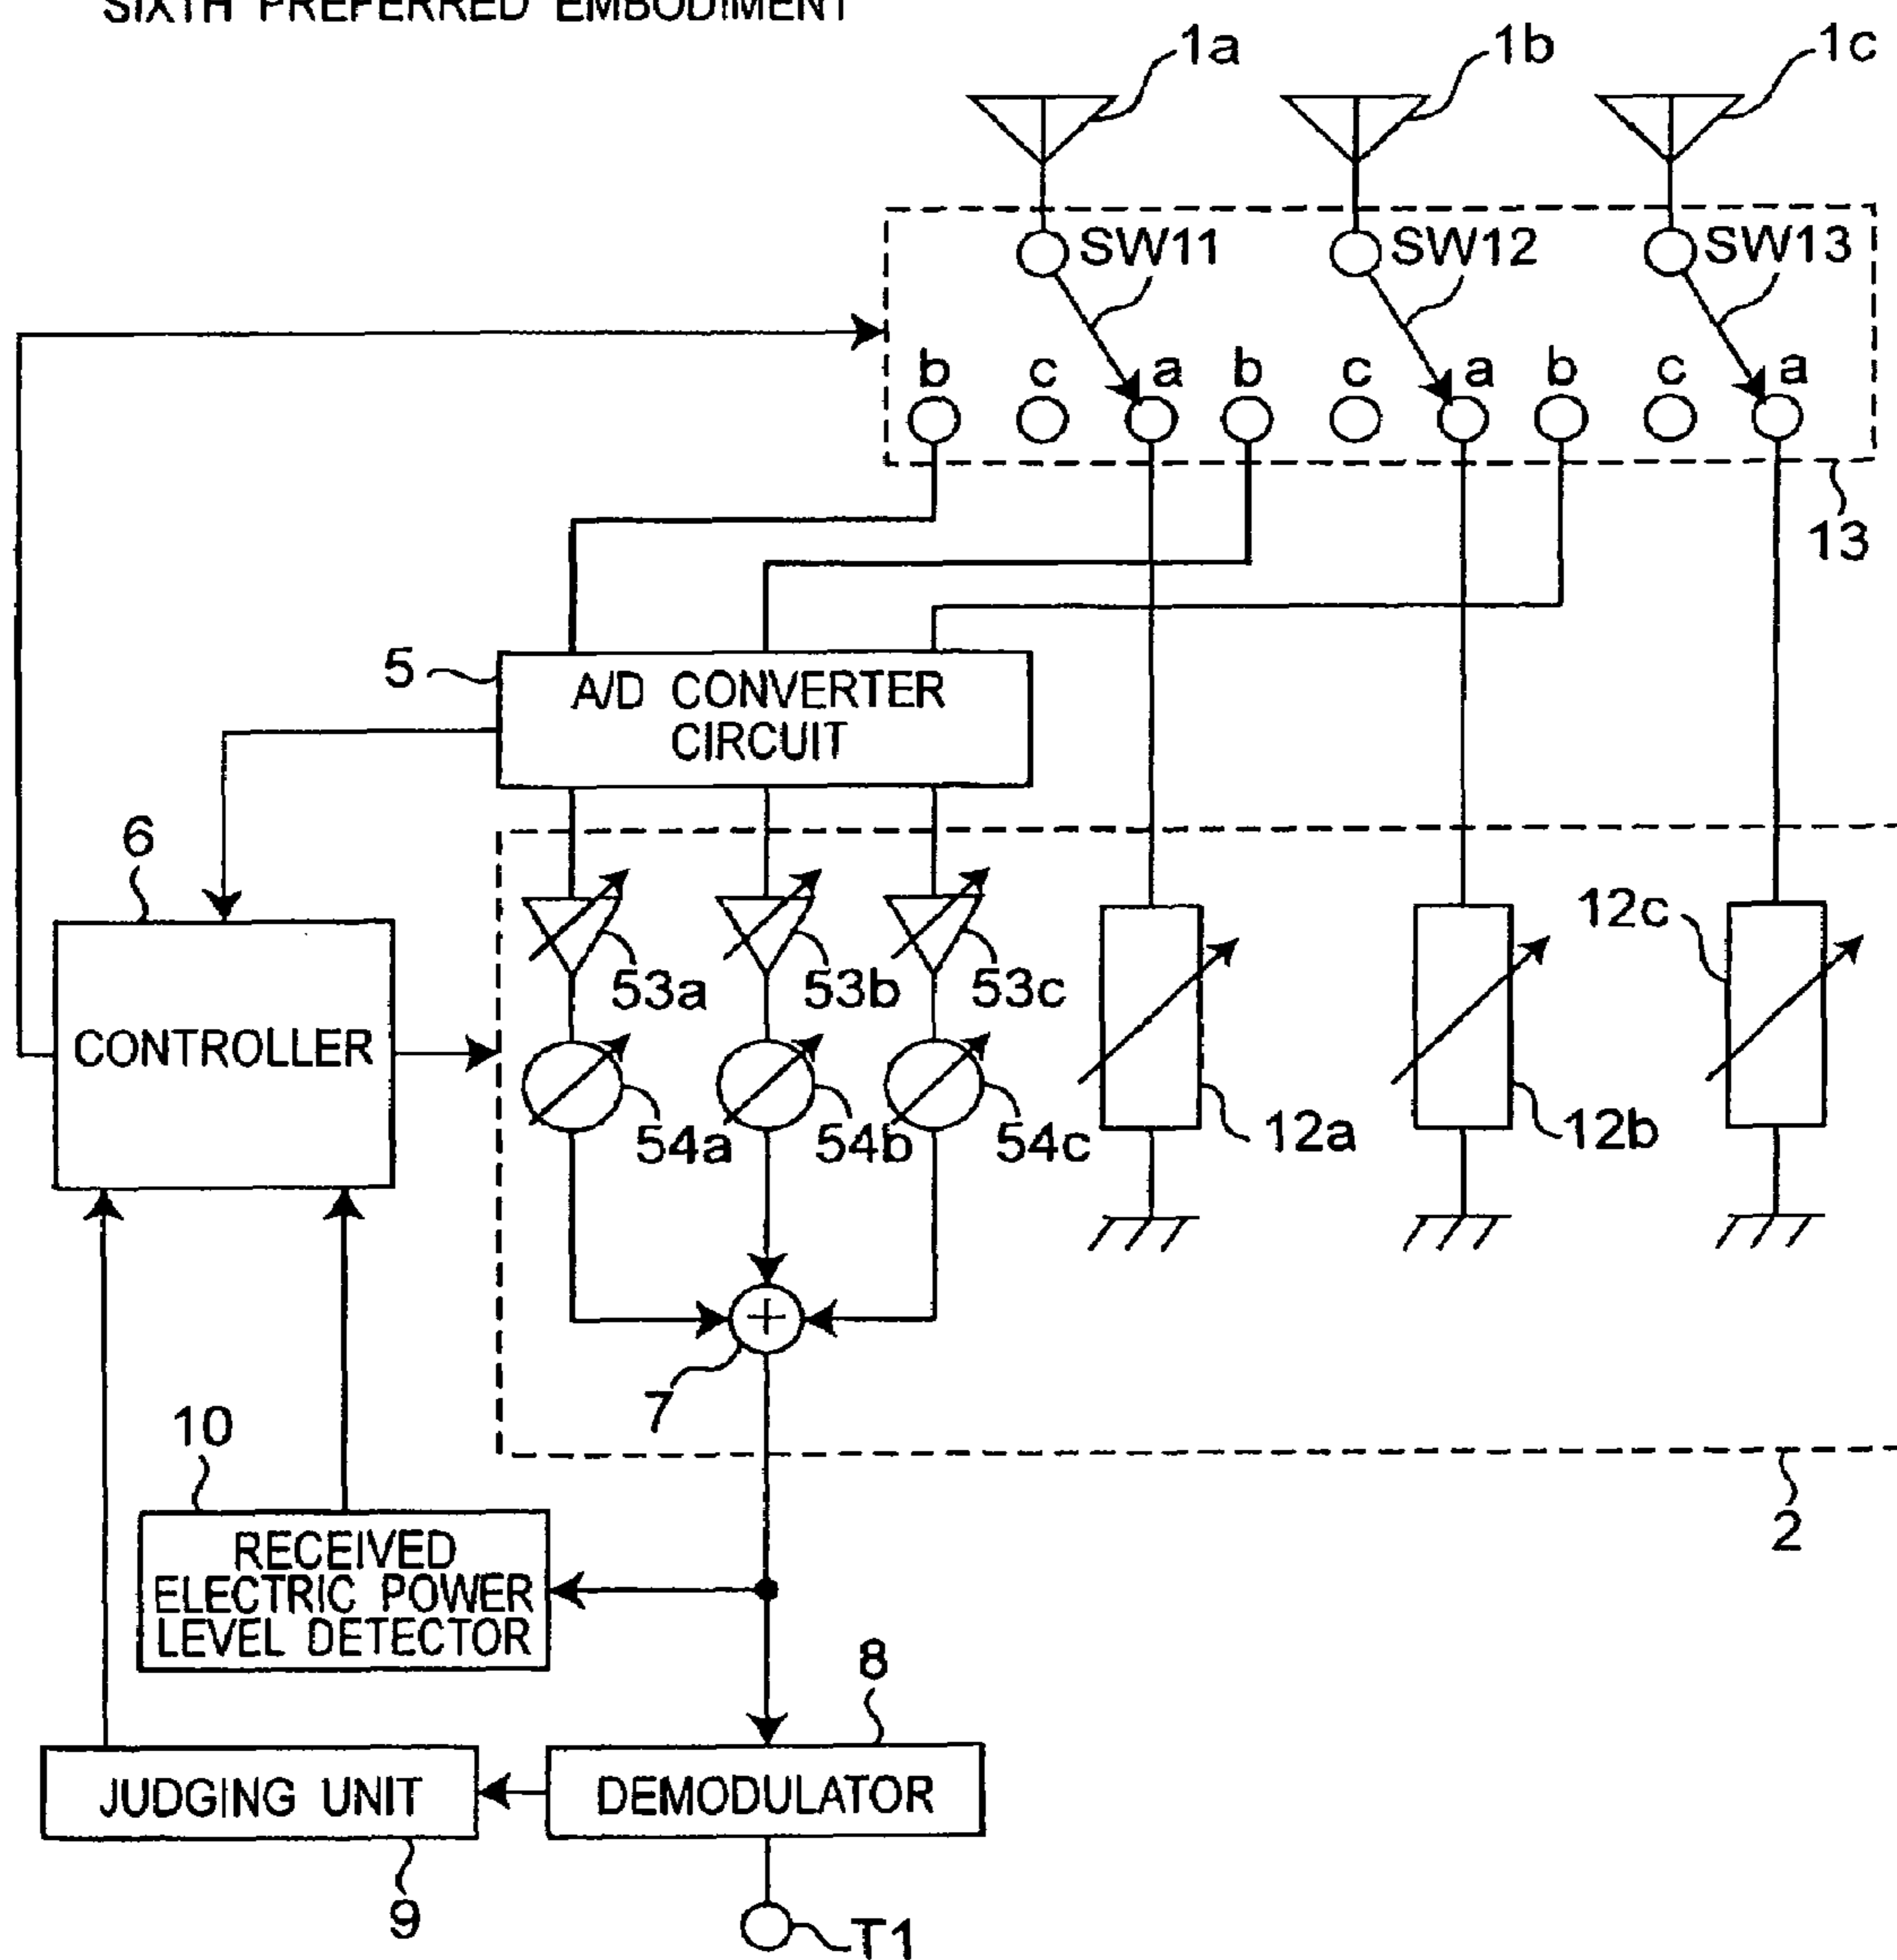 SIXTH PREFERRED EMBODIMENT
1a 1b 1c
SW11 SW12 SW13
b c a b c a b c a
13
5
A/D CONVERTER
CIRCUIT
6
CONTROLLER
12c
53a 53b 53c
54a 54b 54c
12a 12b
7
10
RECEIVED
ELECTRIC POWER
LEVEL DETECTOR
2
8
JUDGING UNIT
DEMODULATOR
9
T1